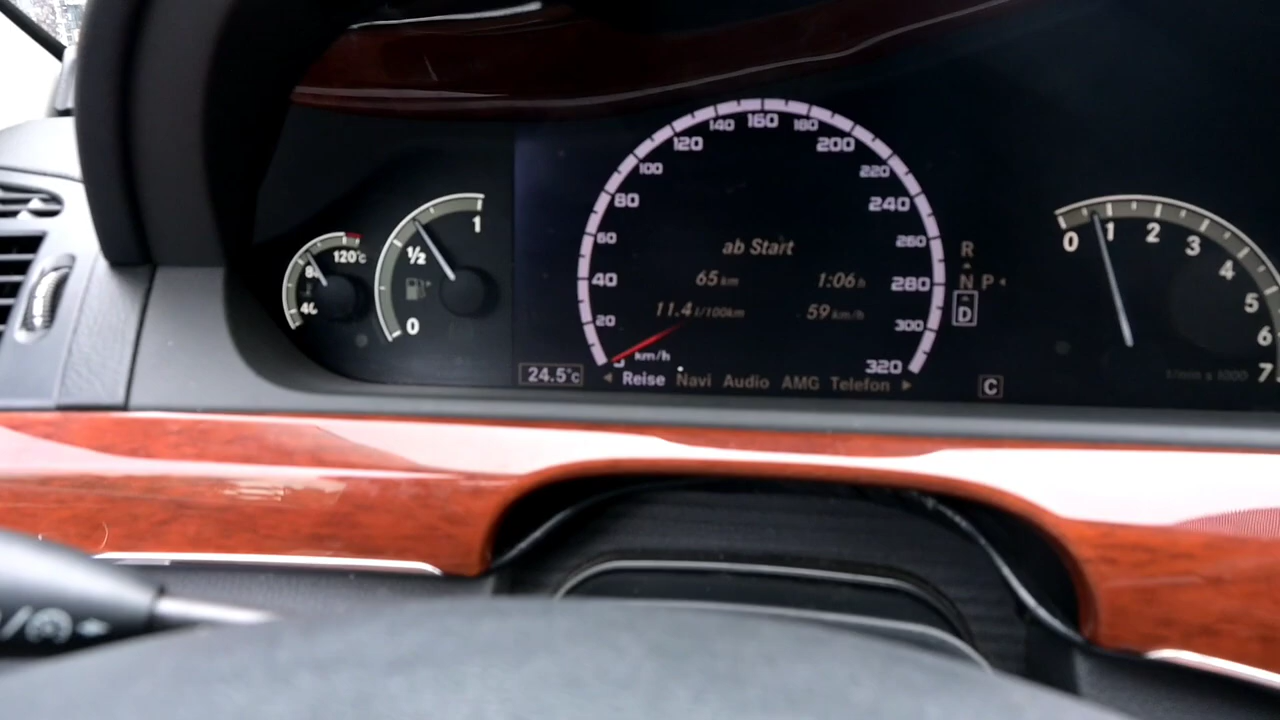 120°c
80
40
1
½
0
20
40
60
80
100
120
140
160
180
200
220
240
260
280
300
320
km/h
ab Start
65 km 1:06 h
11.4 l/100km 59 km/h
24.5°c
Reise Navi Audio AMG Telefon
R
N P
D
C
0
1
2
3
4
5
6
7